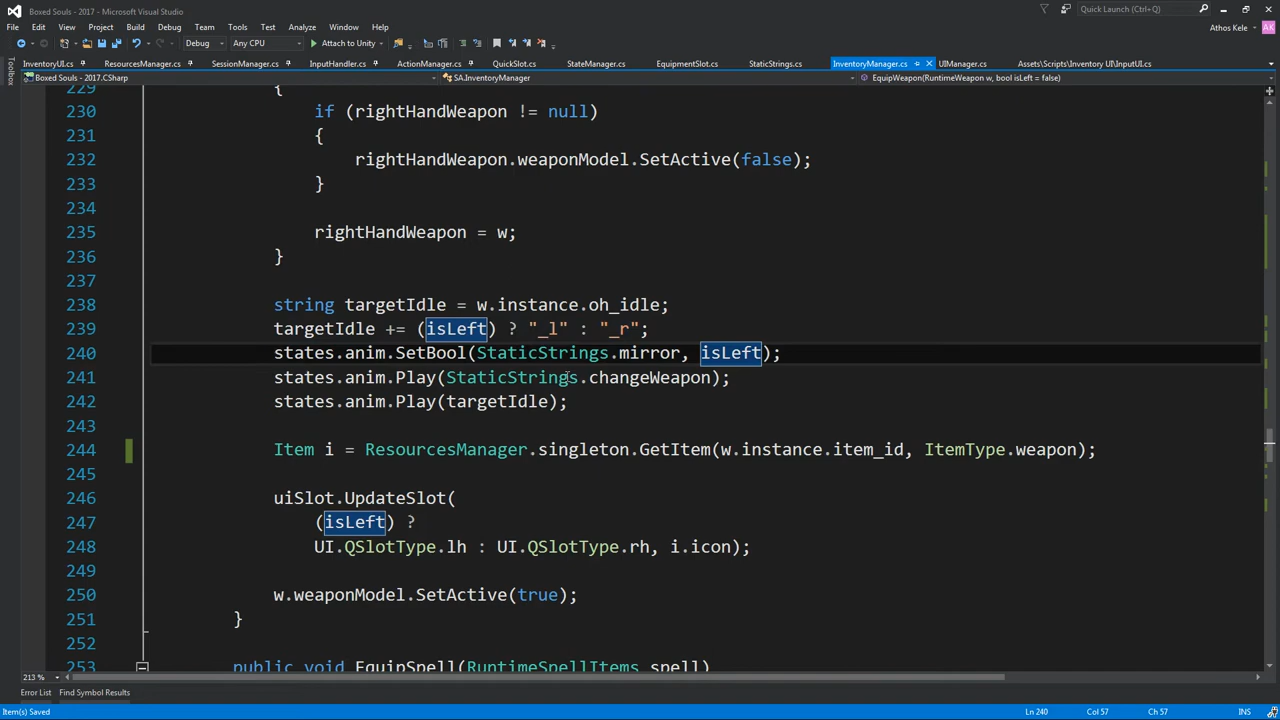 Boxed Souls - 2017 - Microsoft Visual Studio
Quick Launch (Ctrl+Q)
File Edit View Project Build Debug Team Tools Test Analyze Window Help
Athos Kele AK
Debug Any CPU Attach to Unity
InventoryUI.cs ResourcesManager.cs SessionManager.cs InputHandler.cs ActionManager.cs QuickSlot.cs StateManager.cs EquipmentSlot.cs StaticStrings.cs InventoryManager.cs UIManager.cs Assets\Scripts\Inventory UI\InputUI.cs
Toolbox
Boxed Souls - 2017.CSharp SA.InventoryManager EquipWeapon(RuntimeWeapon w, bool isLeft = false)
229 {
230 if (rightHandWeapon != null)
231 {
232 rightHandWeapon.weaponModel.SetActive(false);
233 }
234
235 rightHandWeapon = w;
236 }
237
238 string targetIdle = w.instance.oh_idle;
239 targetIdle += (isLeft) ? "_l" : "_r";
240 states.anim.SetBool(StaticStrings.mirror, isLeft);
241 states.anim.Play(StaticStrings.changeWeapon);
242 states.anim.Play(targetIdle);
243
244 Item i = ResourcesManager.singleton.GetItem(w.instance.item_id, ItemType.weapon);
245
246 uiSlot.UpdateSlot(
247 (isLeft) ?
248 UI.QSlotType.lh : UI.QSlotType.rh, i.icon);
249
250 w.weaponModel.SetActive(true);
251 }
252
253 public void EquipSpell(RuntimeSpellItems spell)
213 %
Error List Find Symbol Results
Item(s) Saved Ln 240 Col 57 Ch 57 INS